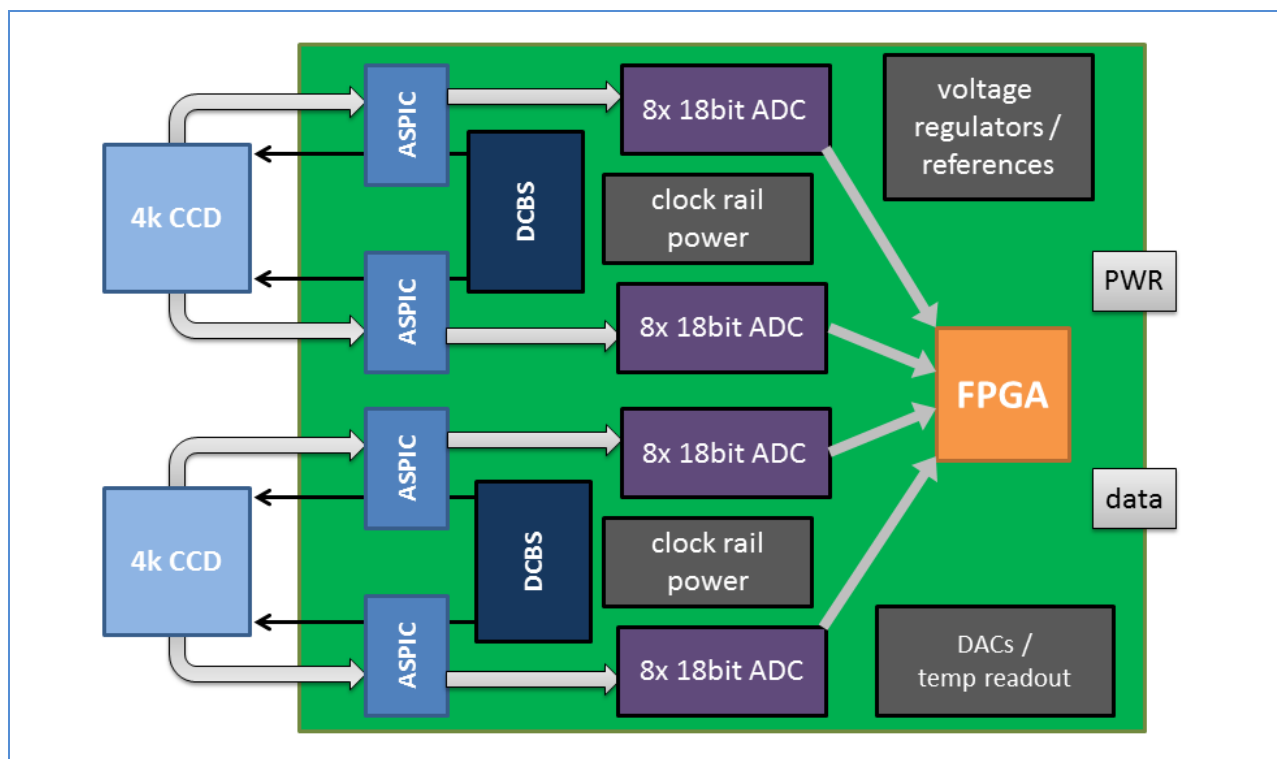 ASPIC
8x 18bit ADC
voltage
regulators /
references
4k CCD
DCBS
clock rail
power
ASPIC
8x 18bit ADC
PWR
FPGA
ASPIC
8x 18bit ADC
data
4k CCD
DCBS
clock rail
power
ASPIC
8x 18bit ADC
DACs /
temp readout